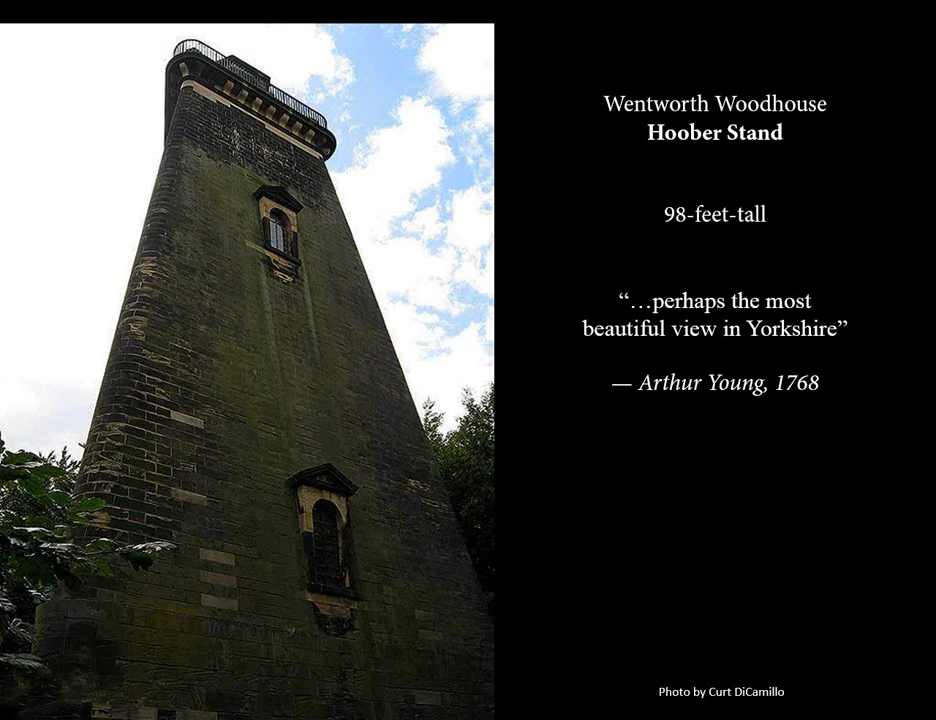 Wentworth Woodhouse
Hoober Stand
98-feet-tall
“…perhaps the most
beautiful view in Yorkshire”
— Arthur Young, 1768
Photo by Curt DiCamillo